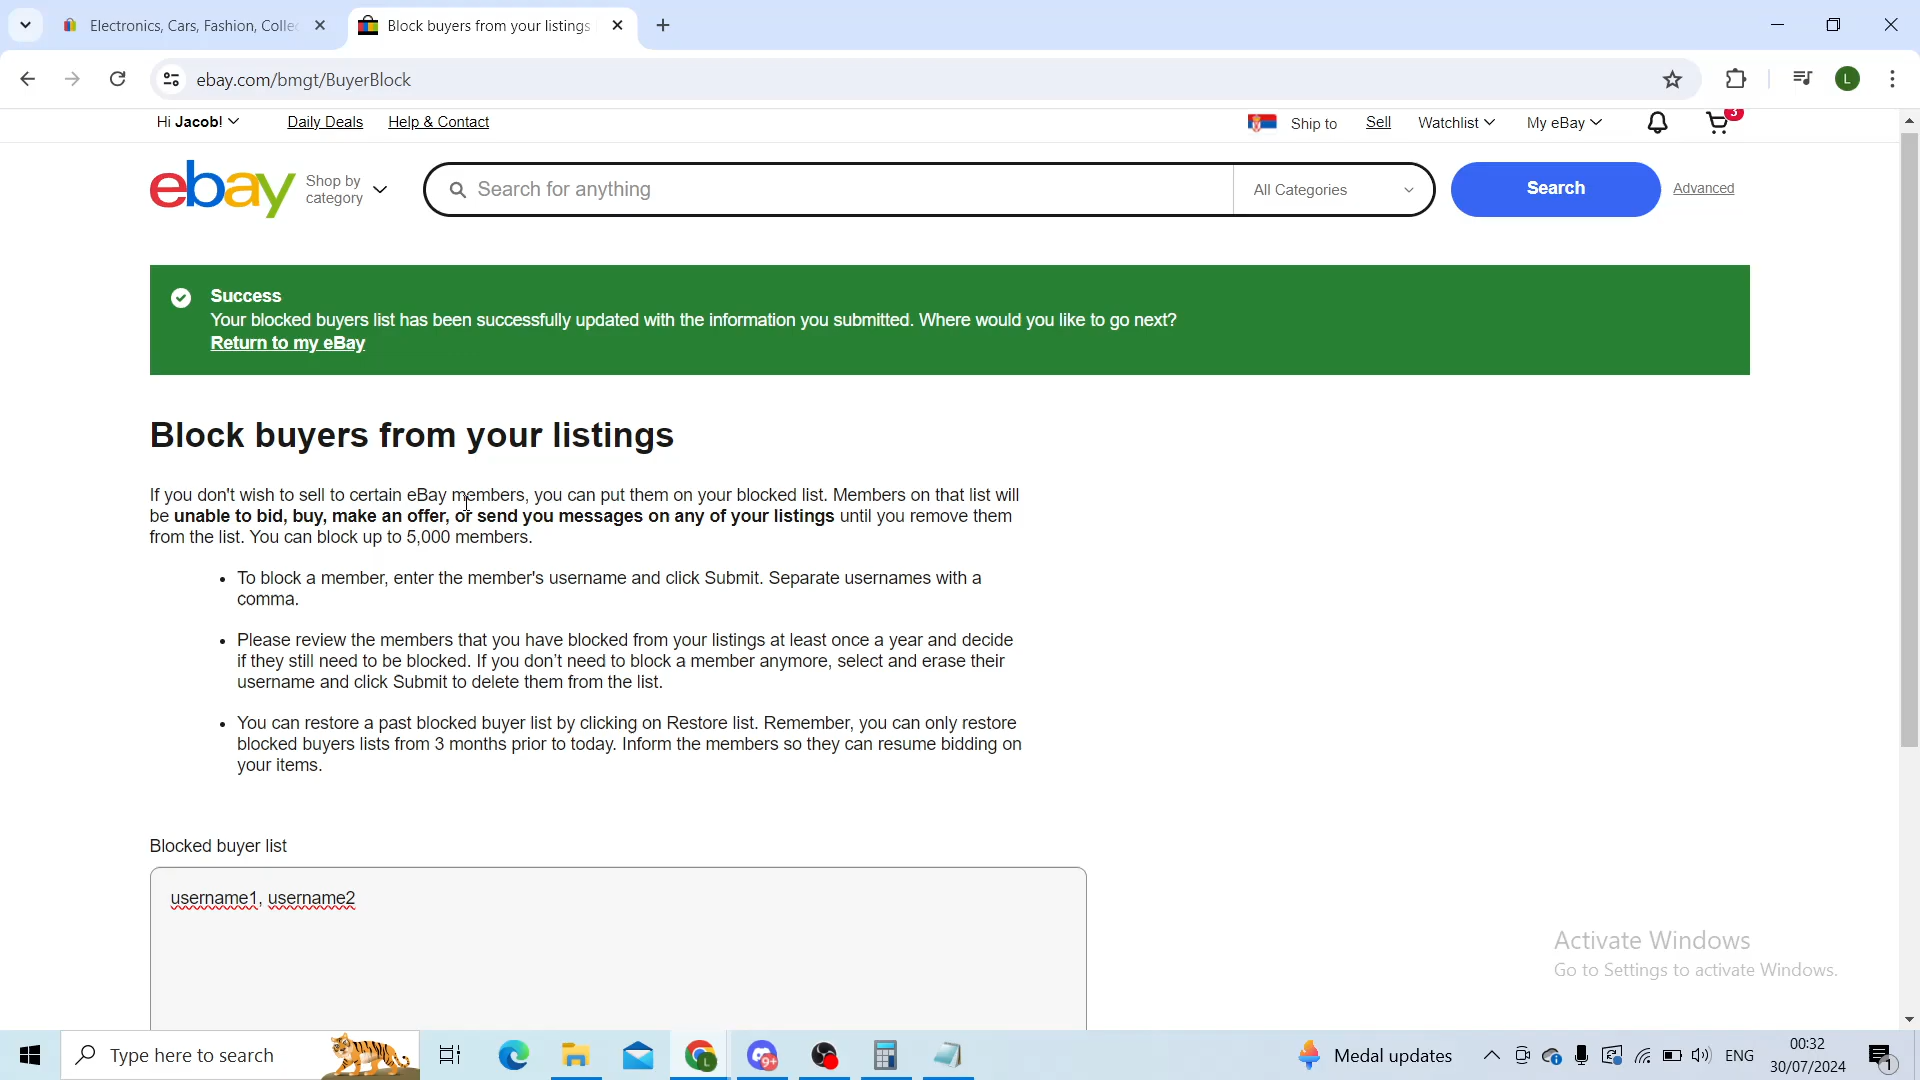 Electronics, Cars, Fashion, Collec
Block buyers from your listings
ebay.com/bmgt/BuyerBlock
L
Hi Jacob!
Daily Deals
Help & Contact
Ship to
Sell
Watchlist
My eBay
3
ebay
Shop by
category
Search for anything
All Categories
Search
Advanced
Success
Your blocked buyers list has been successfully updated with the information you submitted. Where would you like to go next?
Return to my eBay
Block buyers from your listings
If you don't wish to sell to certain eBay members, you can put them on your blocked list. Members on that list will
be unable to bid, buy, make an offer, or send you messages on any of your listings until you remove them
from the list. You can block up to 5,000 members.
• To block a member, enter the member's username and click Submit. Separate usernames with a
comma.
• Please review the members that you have blocked from your listings at least once a year and decide
if they still need to be blocked. If you don’t need to block a member anymore, select and erase their
username and click Submit to delete them from the list.
• You can restore a past blocked buyer list by clicking on Restore list. Remember, you can only restore
blocked buyers lists from 3 months prior to today. Inform the members so they can resume bidding on
your items.
Blocked buyer list
username1, username2
Activate Windows
Go to Settings to activate Windows.
Type here to search
L
9+
Medal updates
ENG
00:32
30/07/2024
1